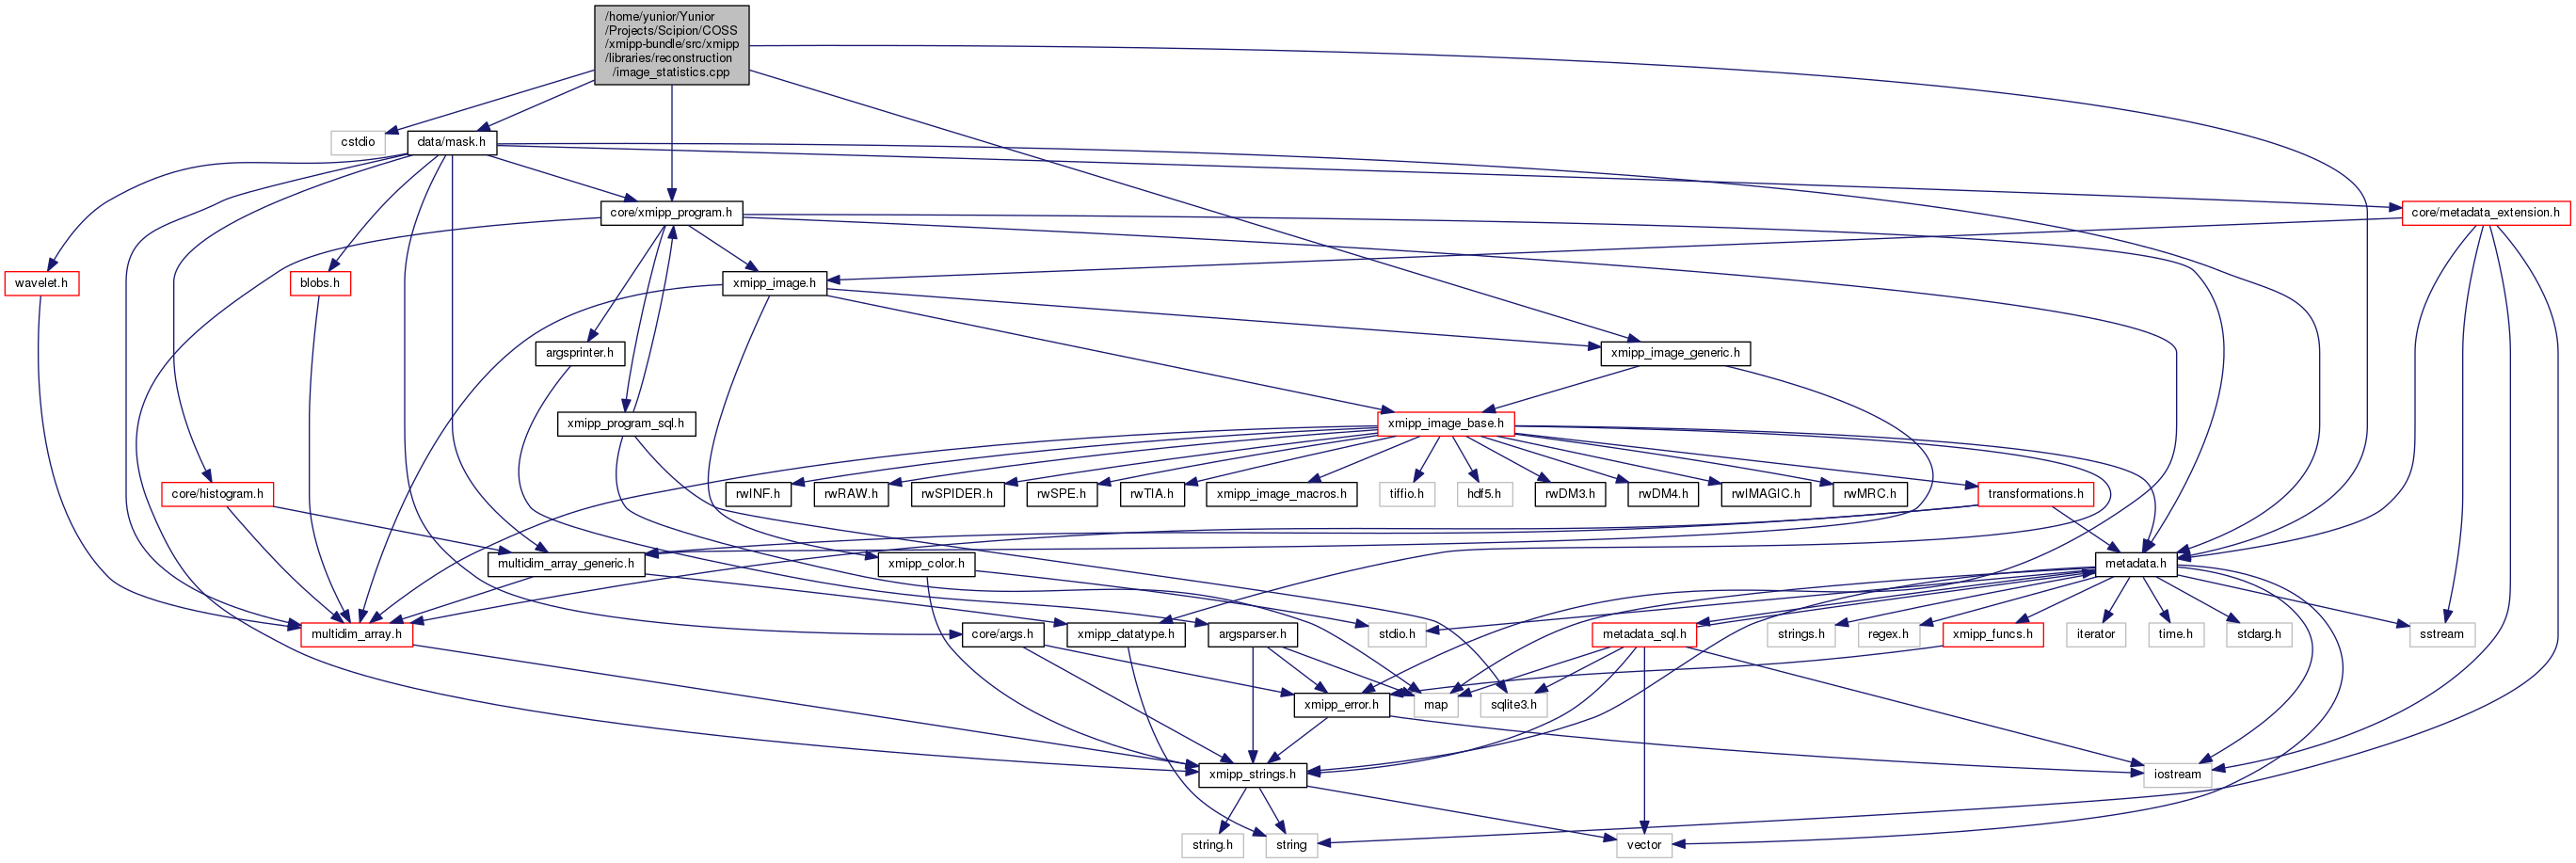 /home/yunior/Yunior
/Projects/Scipion/COSS
/xmipp-bundle/src/xmipp
/libraries/reconstruction
/image_statistics.cpp
cstdio
data/mask.h
core/xmipp_program.h
core/metadata_extension.h
wavelet.h
blobs.h
xmipp_image.h
argsprinter.h
xmipp_image_generic.h
xmipp_program_sql.h
xmipp_image_base.h
core/histogram.h
rwINF.h
rwRAW.h
rwSPIDER.h
rwSPE.h
rwTIA.h
xmipp_image_macros.h
tiffio.h
hdf5.h
rwDM3.h
rwDM4.h
rwIMAGIC.h
rwMRC.h
transformations.h
multidim_array_generic.h
xmipp_color.h
metadata.h
multidim_array.h
core/args.h
xmipp_datatype.h
argsparser.h
stdio.h
metadata_sql.h
strings.h
regex.h
xmipp_funcs.h
iterator
time.h
stdarg.h
sstream
xmipp_error.h
map
sqlite3.h
xmipp_strings.h
iostream
string.h
string
vector